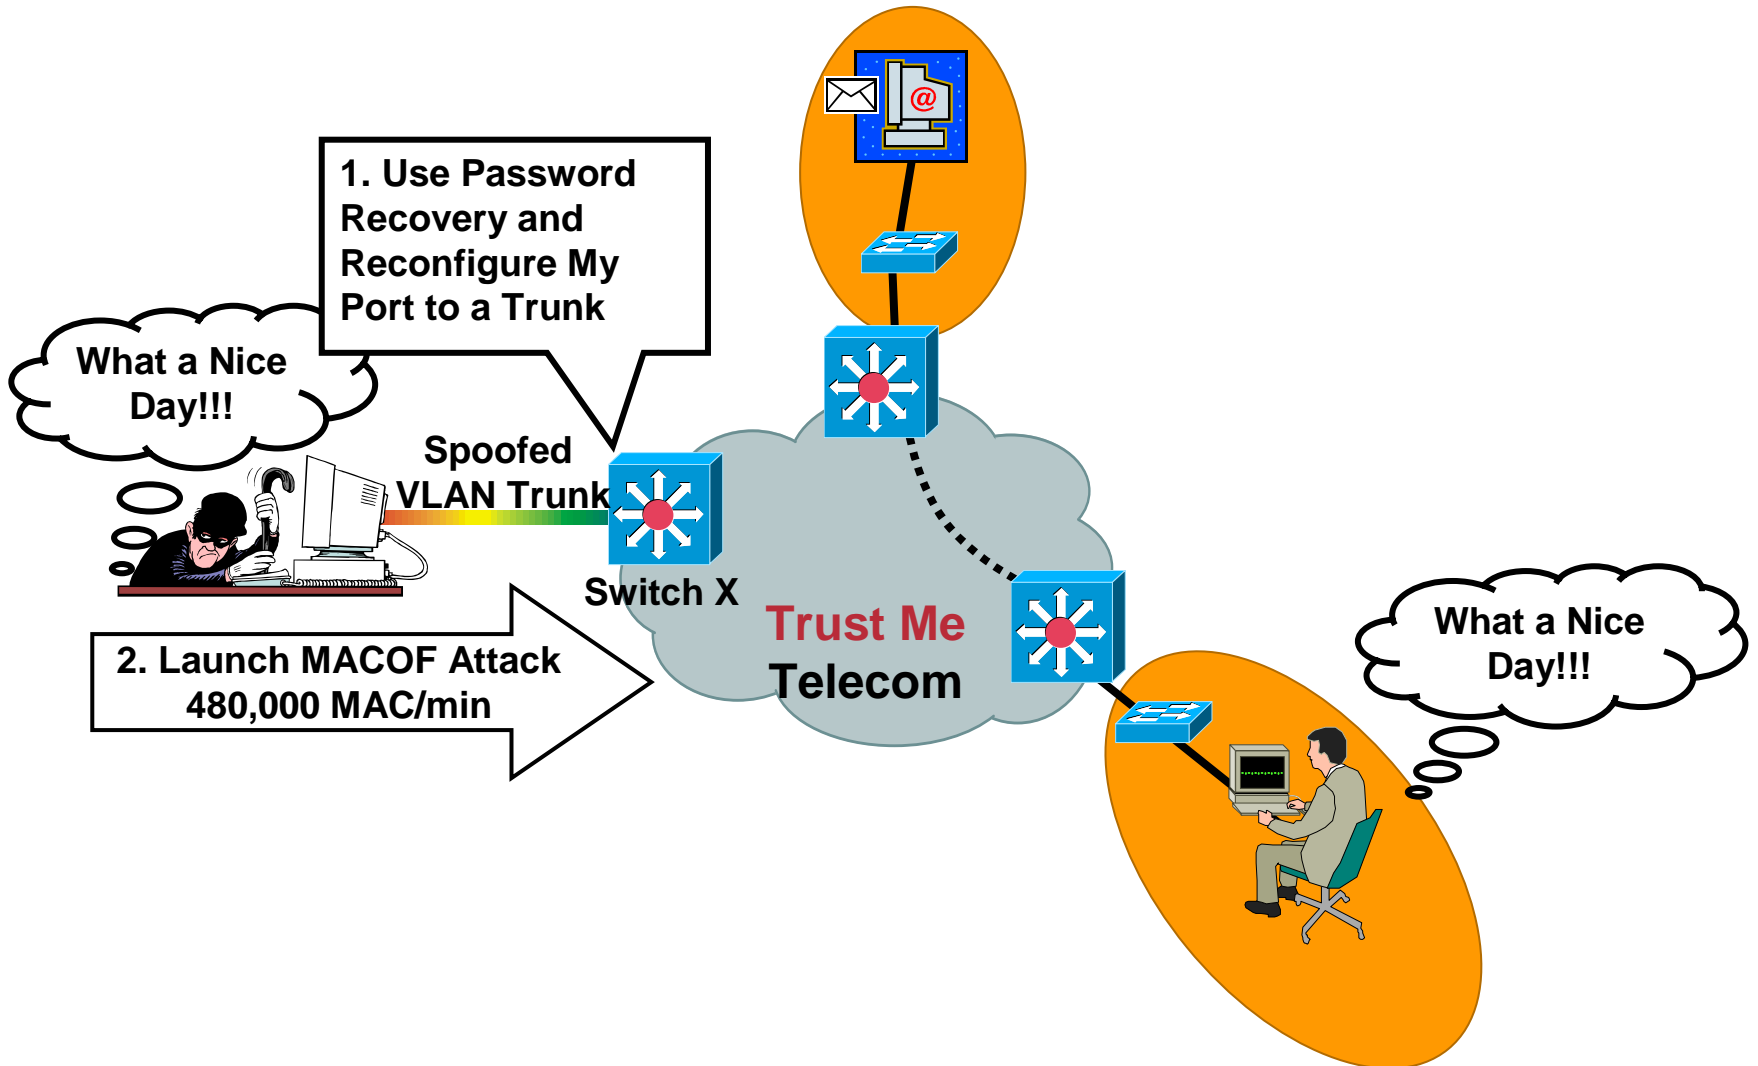 @
1. Use Password
Recovery and
Reconfigure My
Port to a Trunk
What a Nice
Day!!!
Spoofed
VLAN Trunk
Switch X
Trust Me
Telecom
2. Launch MACOF Attack
480,000 MAC/min
What a Nice
Day!!!